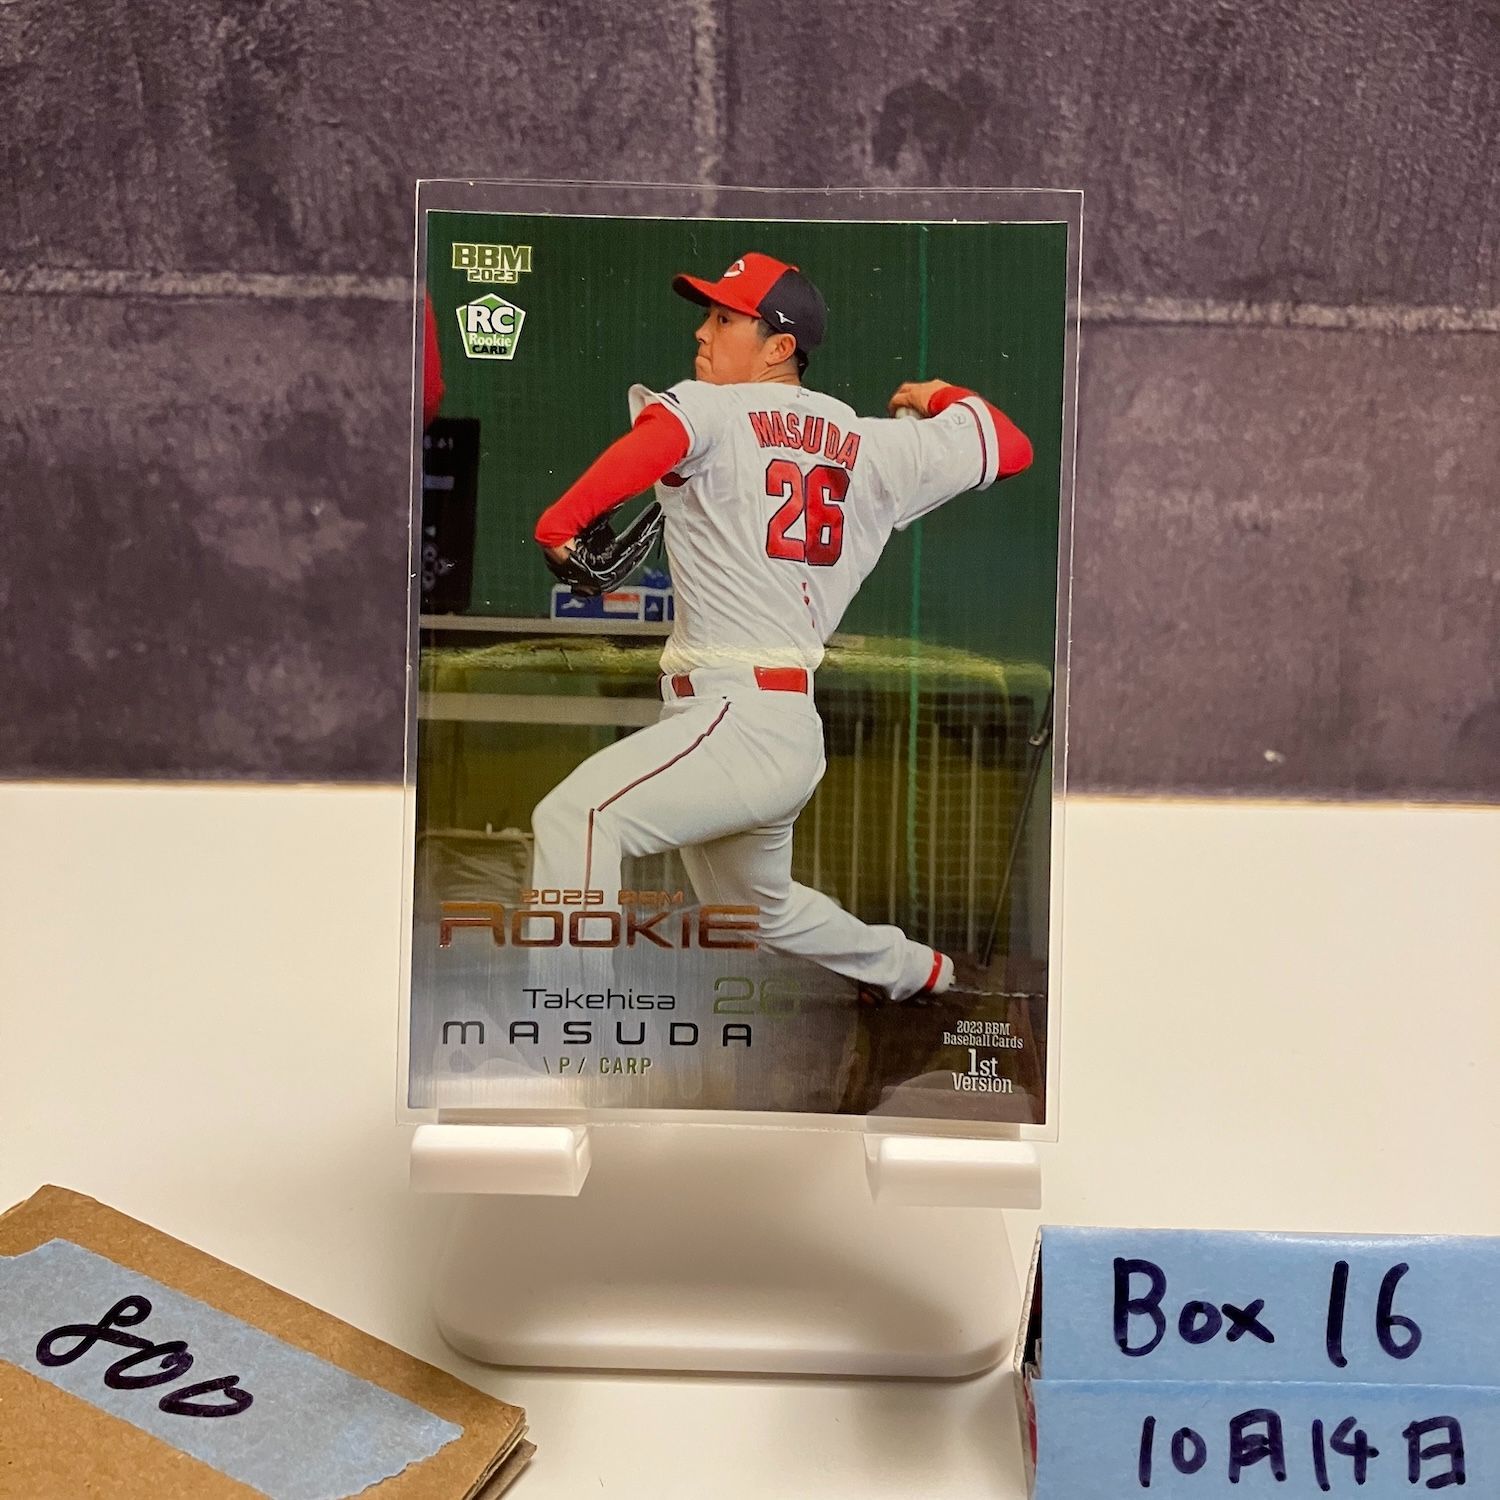 BBM
2023
RC
Rookie
CARD
MASUDA
26
2023 BBM
ROOKIE
Takehisa 26
MASUDA
\ P / CARP
2023 BBM
Baseball Cards
1st
Version
800
Box 16
10月14日